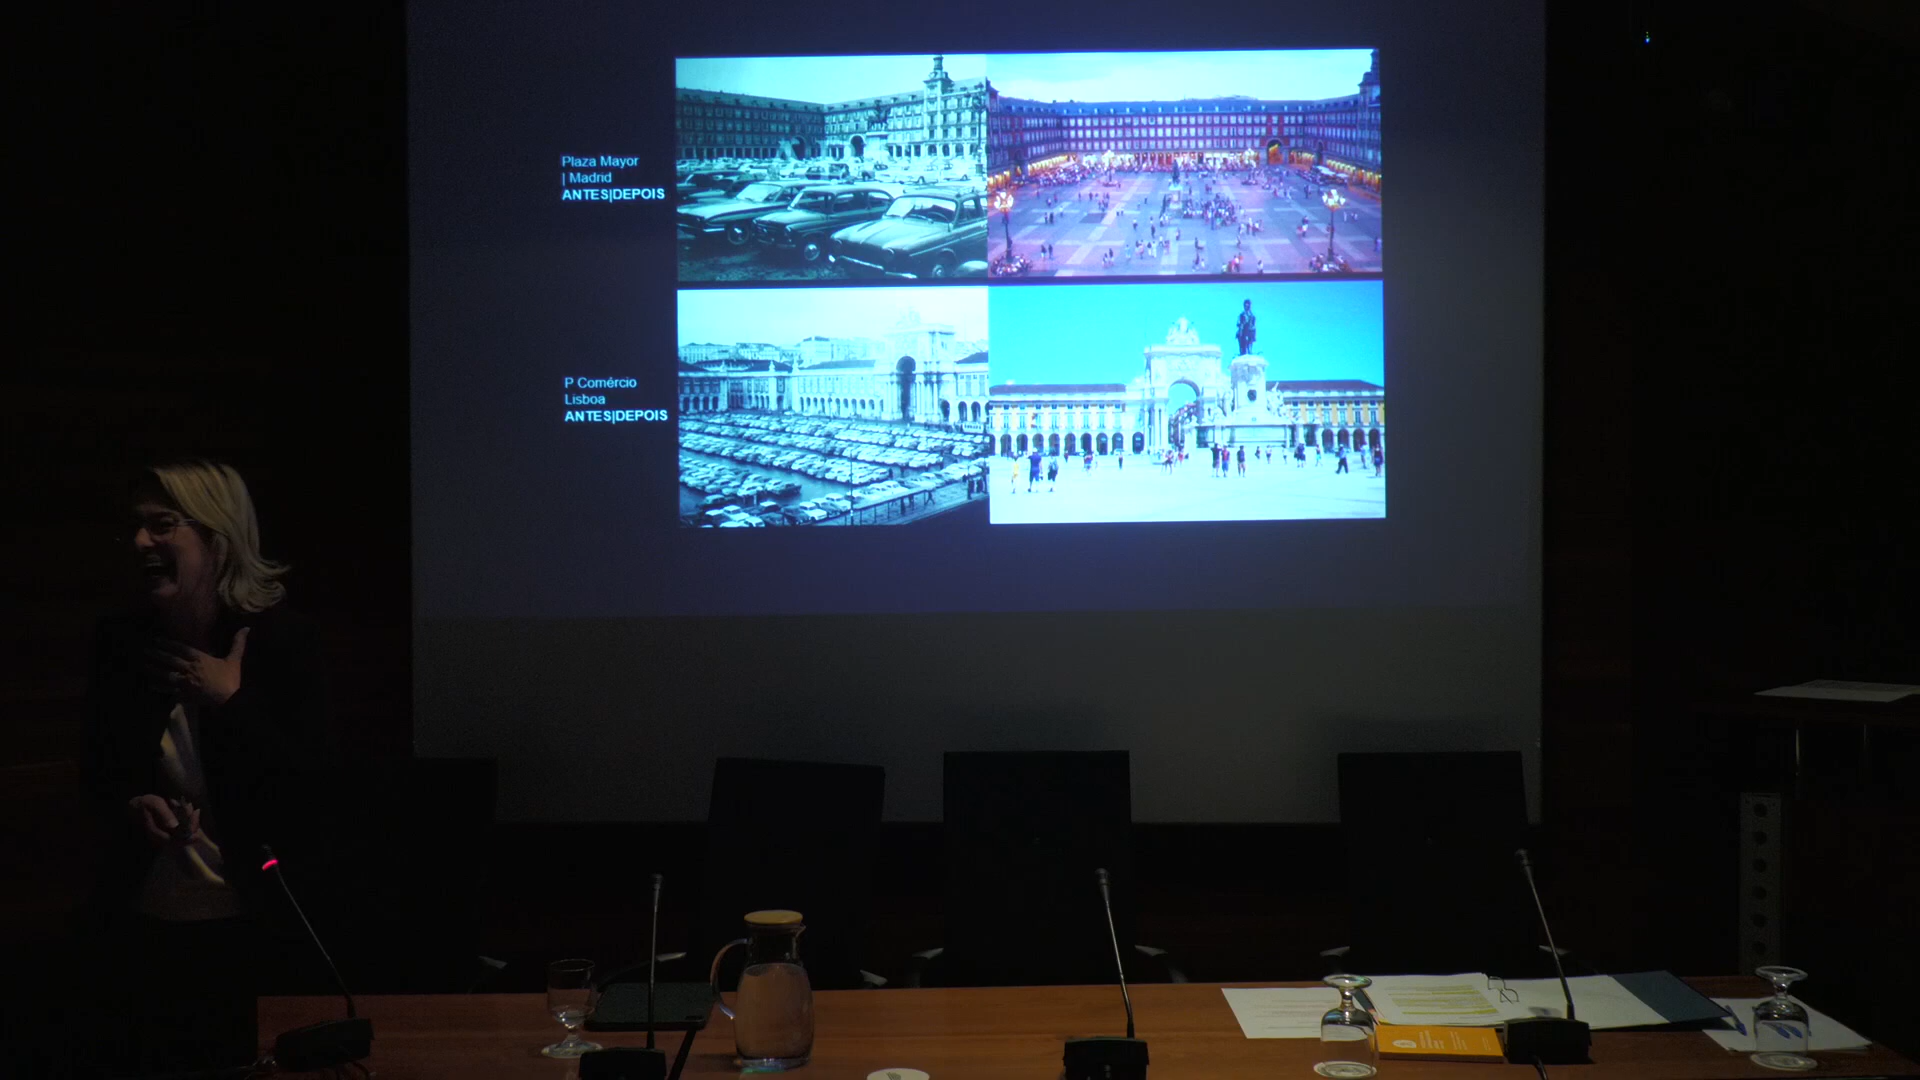 Plaza Mayor
| Madrid
ANTES|DEPOIS
P Comércio
Lisboa
ANTES|DEPOIS